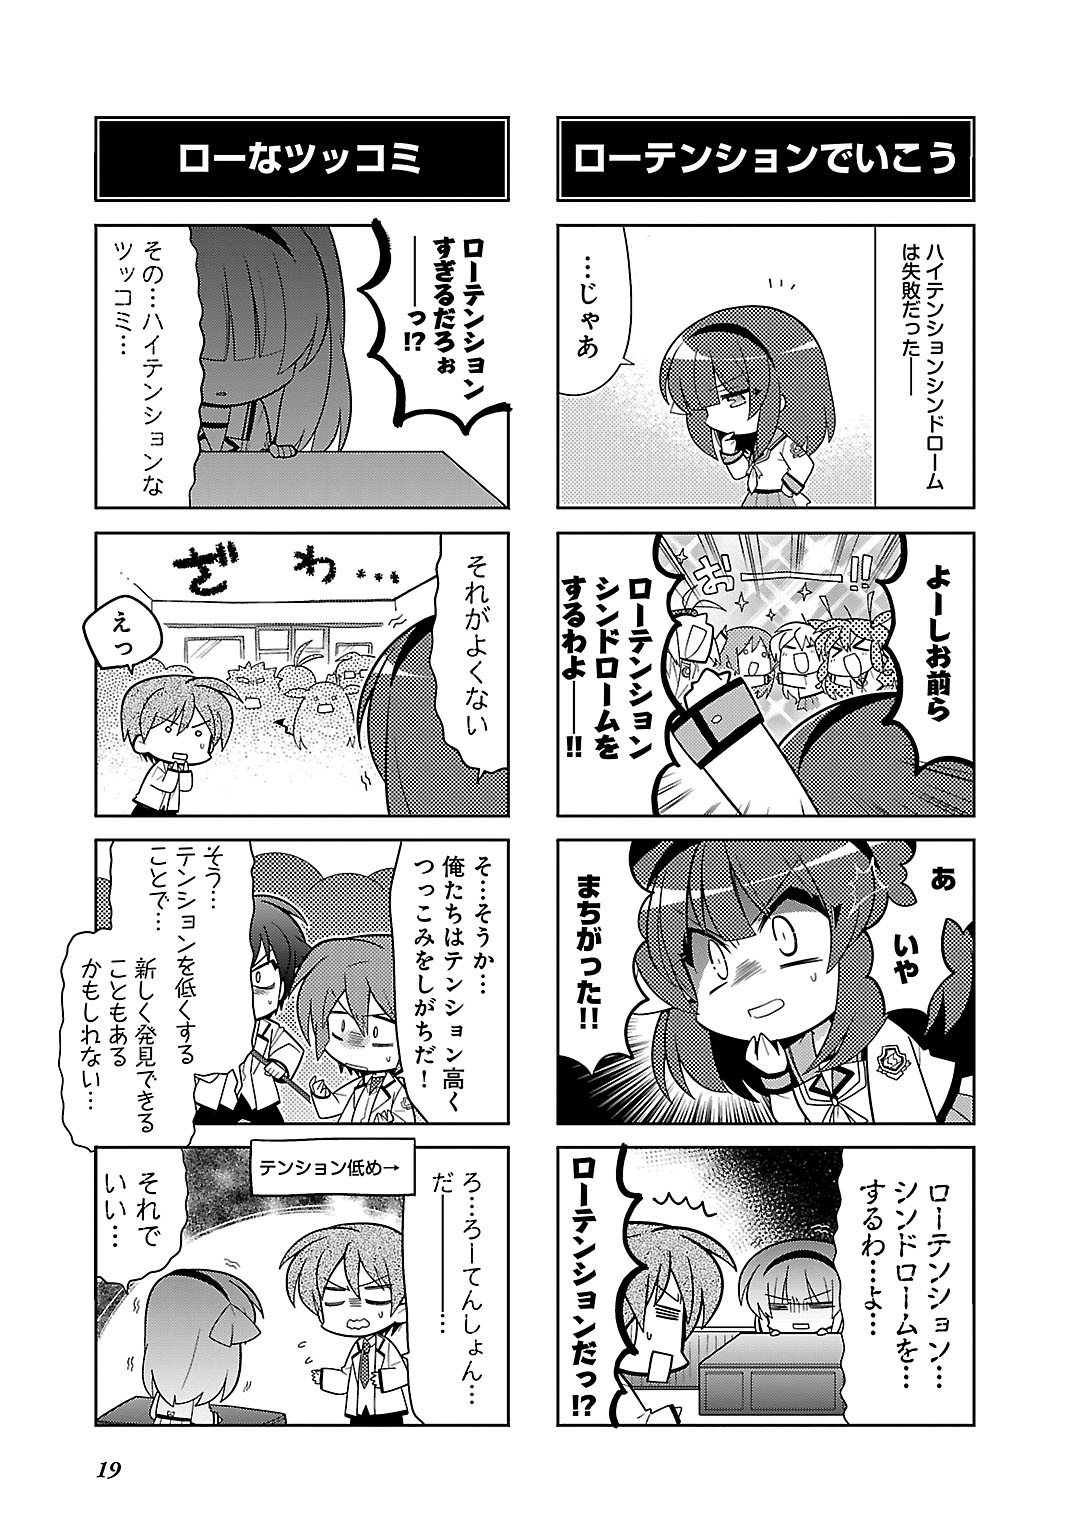 ローテンションでいこう
ハイテンションシンドローム
は失敗だった――
…じゃあ
よーしお前ら
おーーー!!
ローテンション
シンドロームを
するわよ――!!
あ
いや
まちがった!!
ローテンション…
シンドロームを…
するわ…よ…
ローテンションだっ!?
ローなツッコミ
ローテンション
すぎるだろぉ
――っ!?
その…ハイテンションな
ツッコミ…
それがよくない
ざわ…
えっ
そ…そうか…
俺たちはテンション高く
つっこみをしがちだ!
そう…
テンションを低くする
ことで…
新しく発見できる
こともある
かもしれない…
ろ…ろーてんしょん…
だ――
テンション低め→
それで
いい…
19